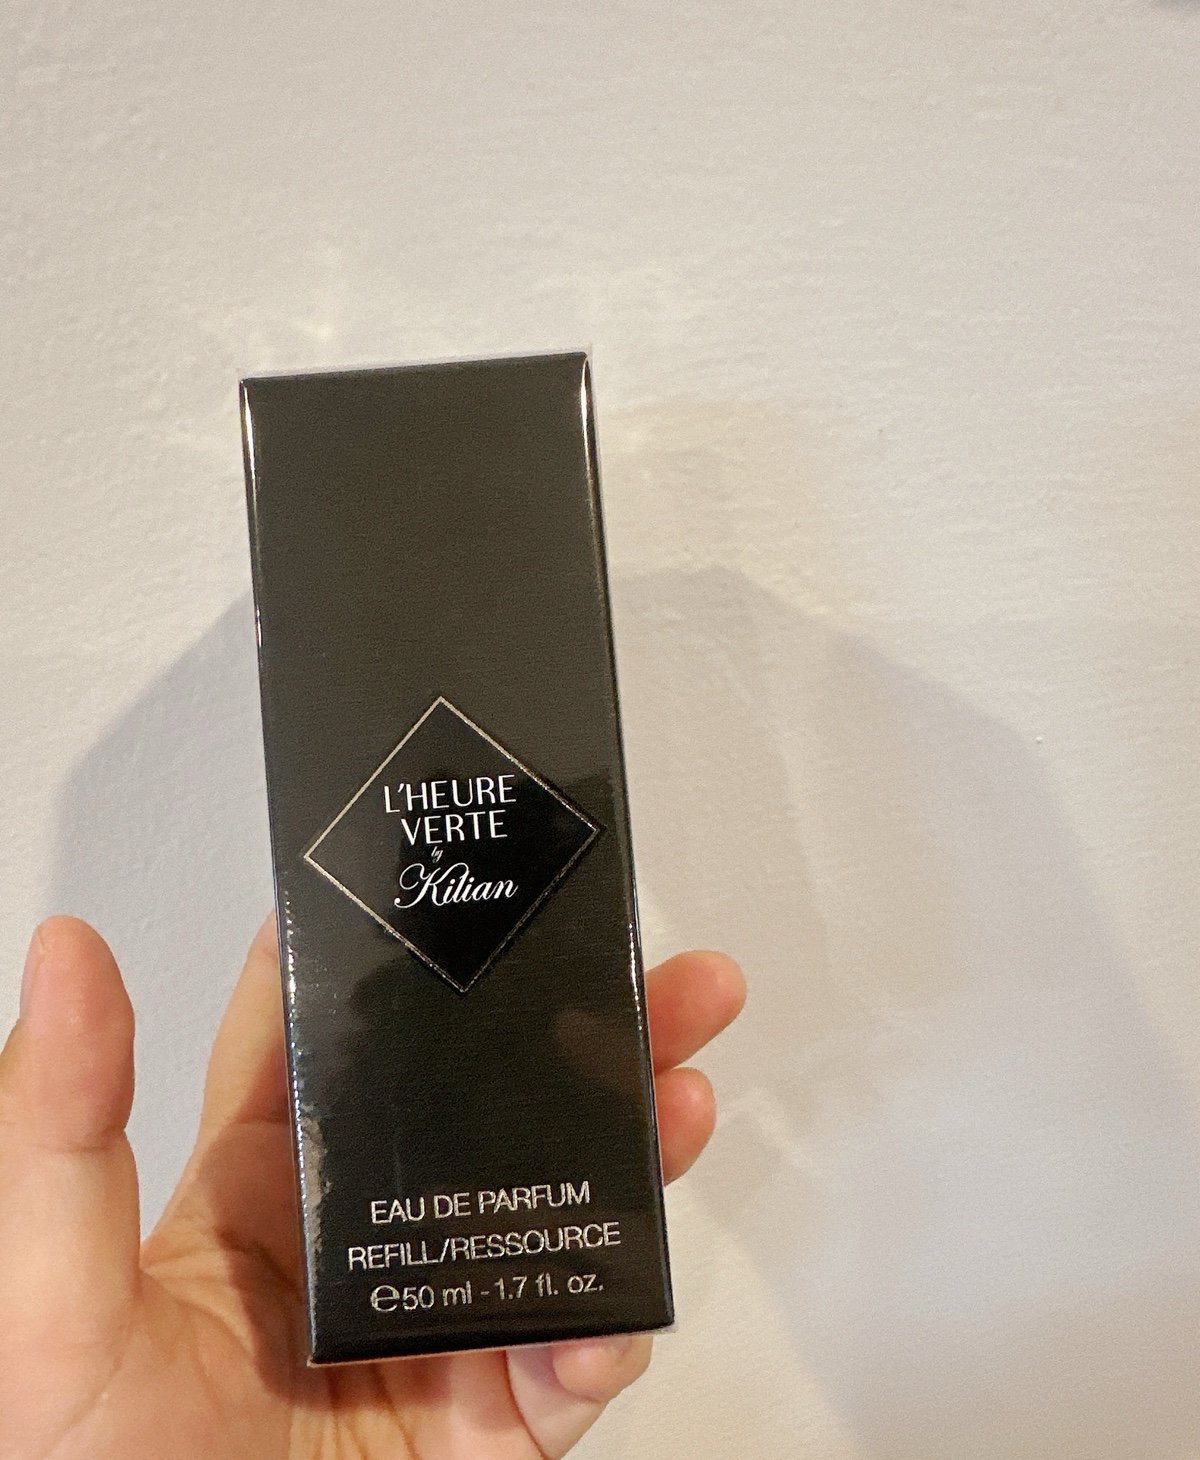 L'HEURE
VERTE
by
Kilian
EAU DE PARFUM
REFILL/RESSOURCE
℮50 ml - 1.7 fl. oz.